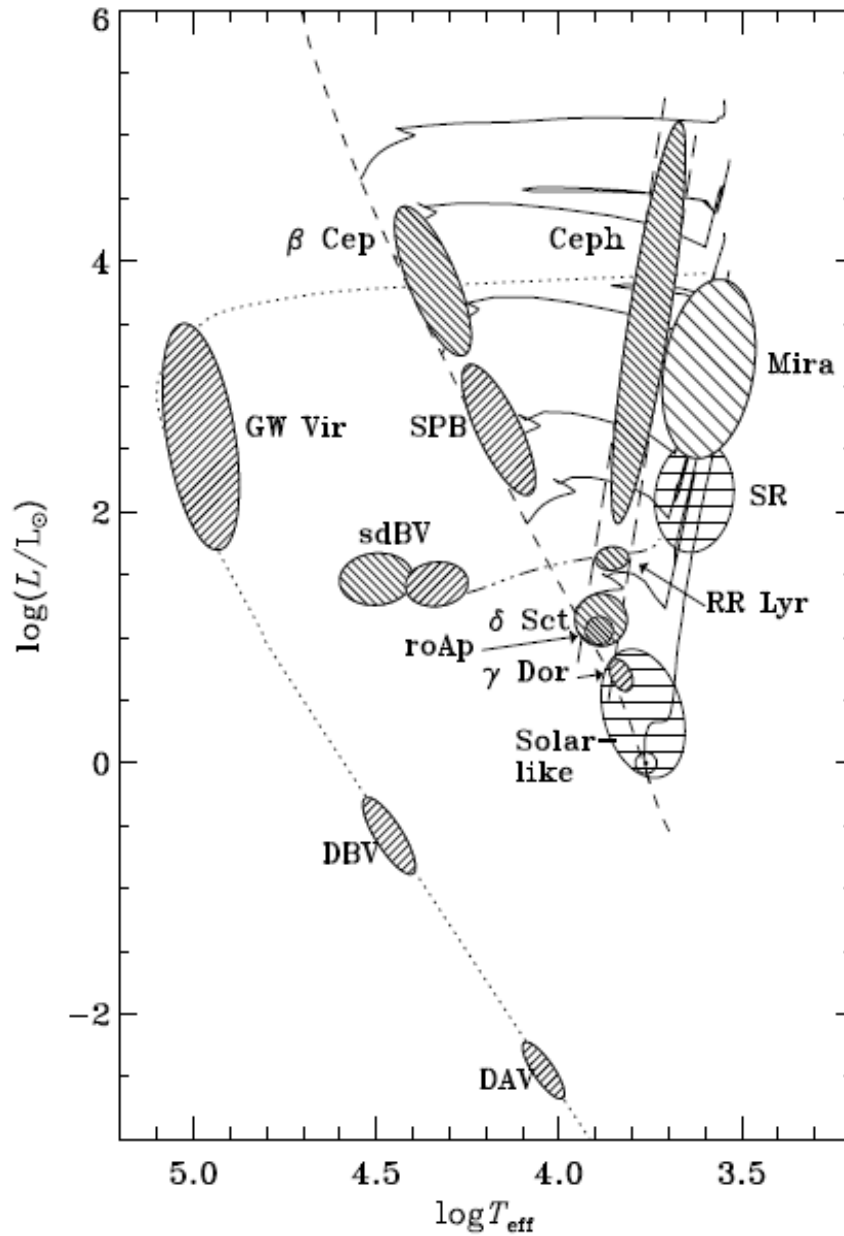 6
β Cep
Ceph
4
Mira
GW Vir
SPB
SR
2
sdBV
RR Lyr
δ Sct
roAp
γ Dor
Solar
like
0
DBV
−2
DAV
5.0
4.5
4.0
3.5
log(L/L⊙)
log T_eff